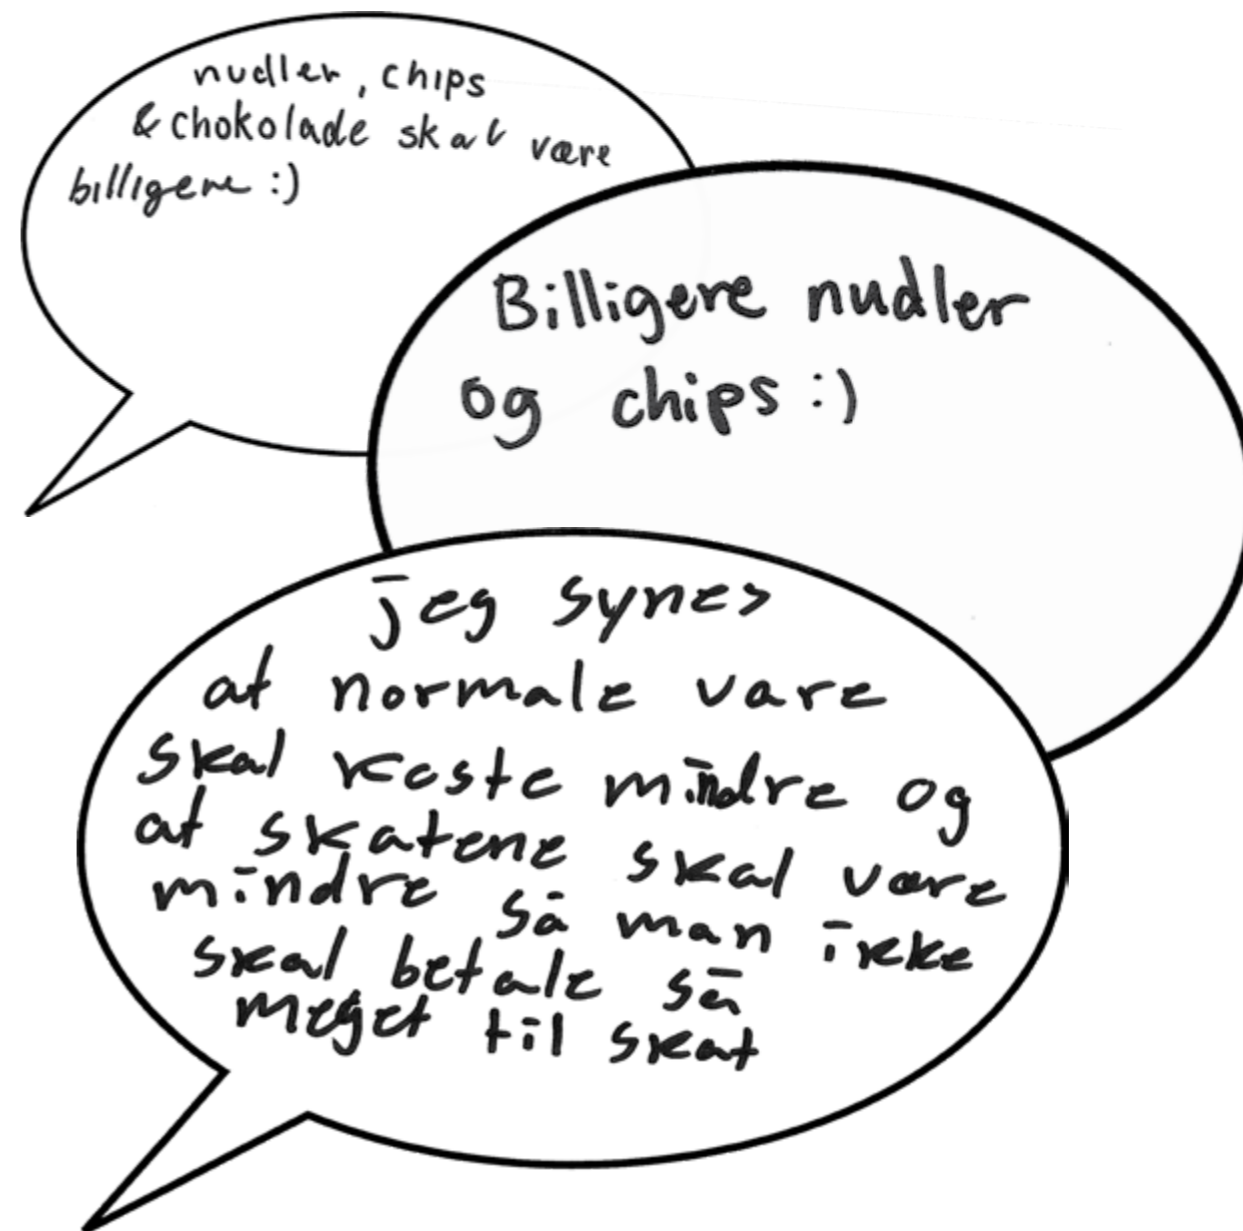 nudler, chips
& chokolade skal være
billigere :)
Billigere nudler
og chips :)
jeg synes
at normale vare
skal koste mindre og
at skatene skal være
mindre så man ikke
skal betale så
meget til skat